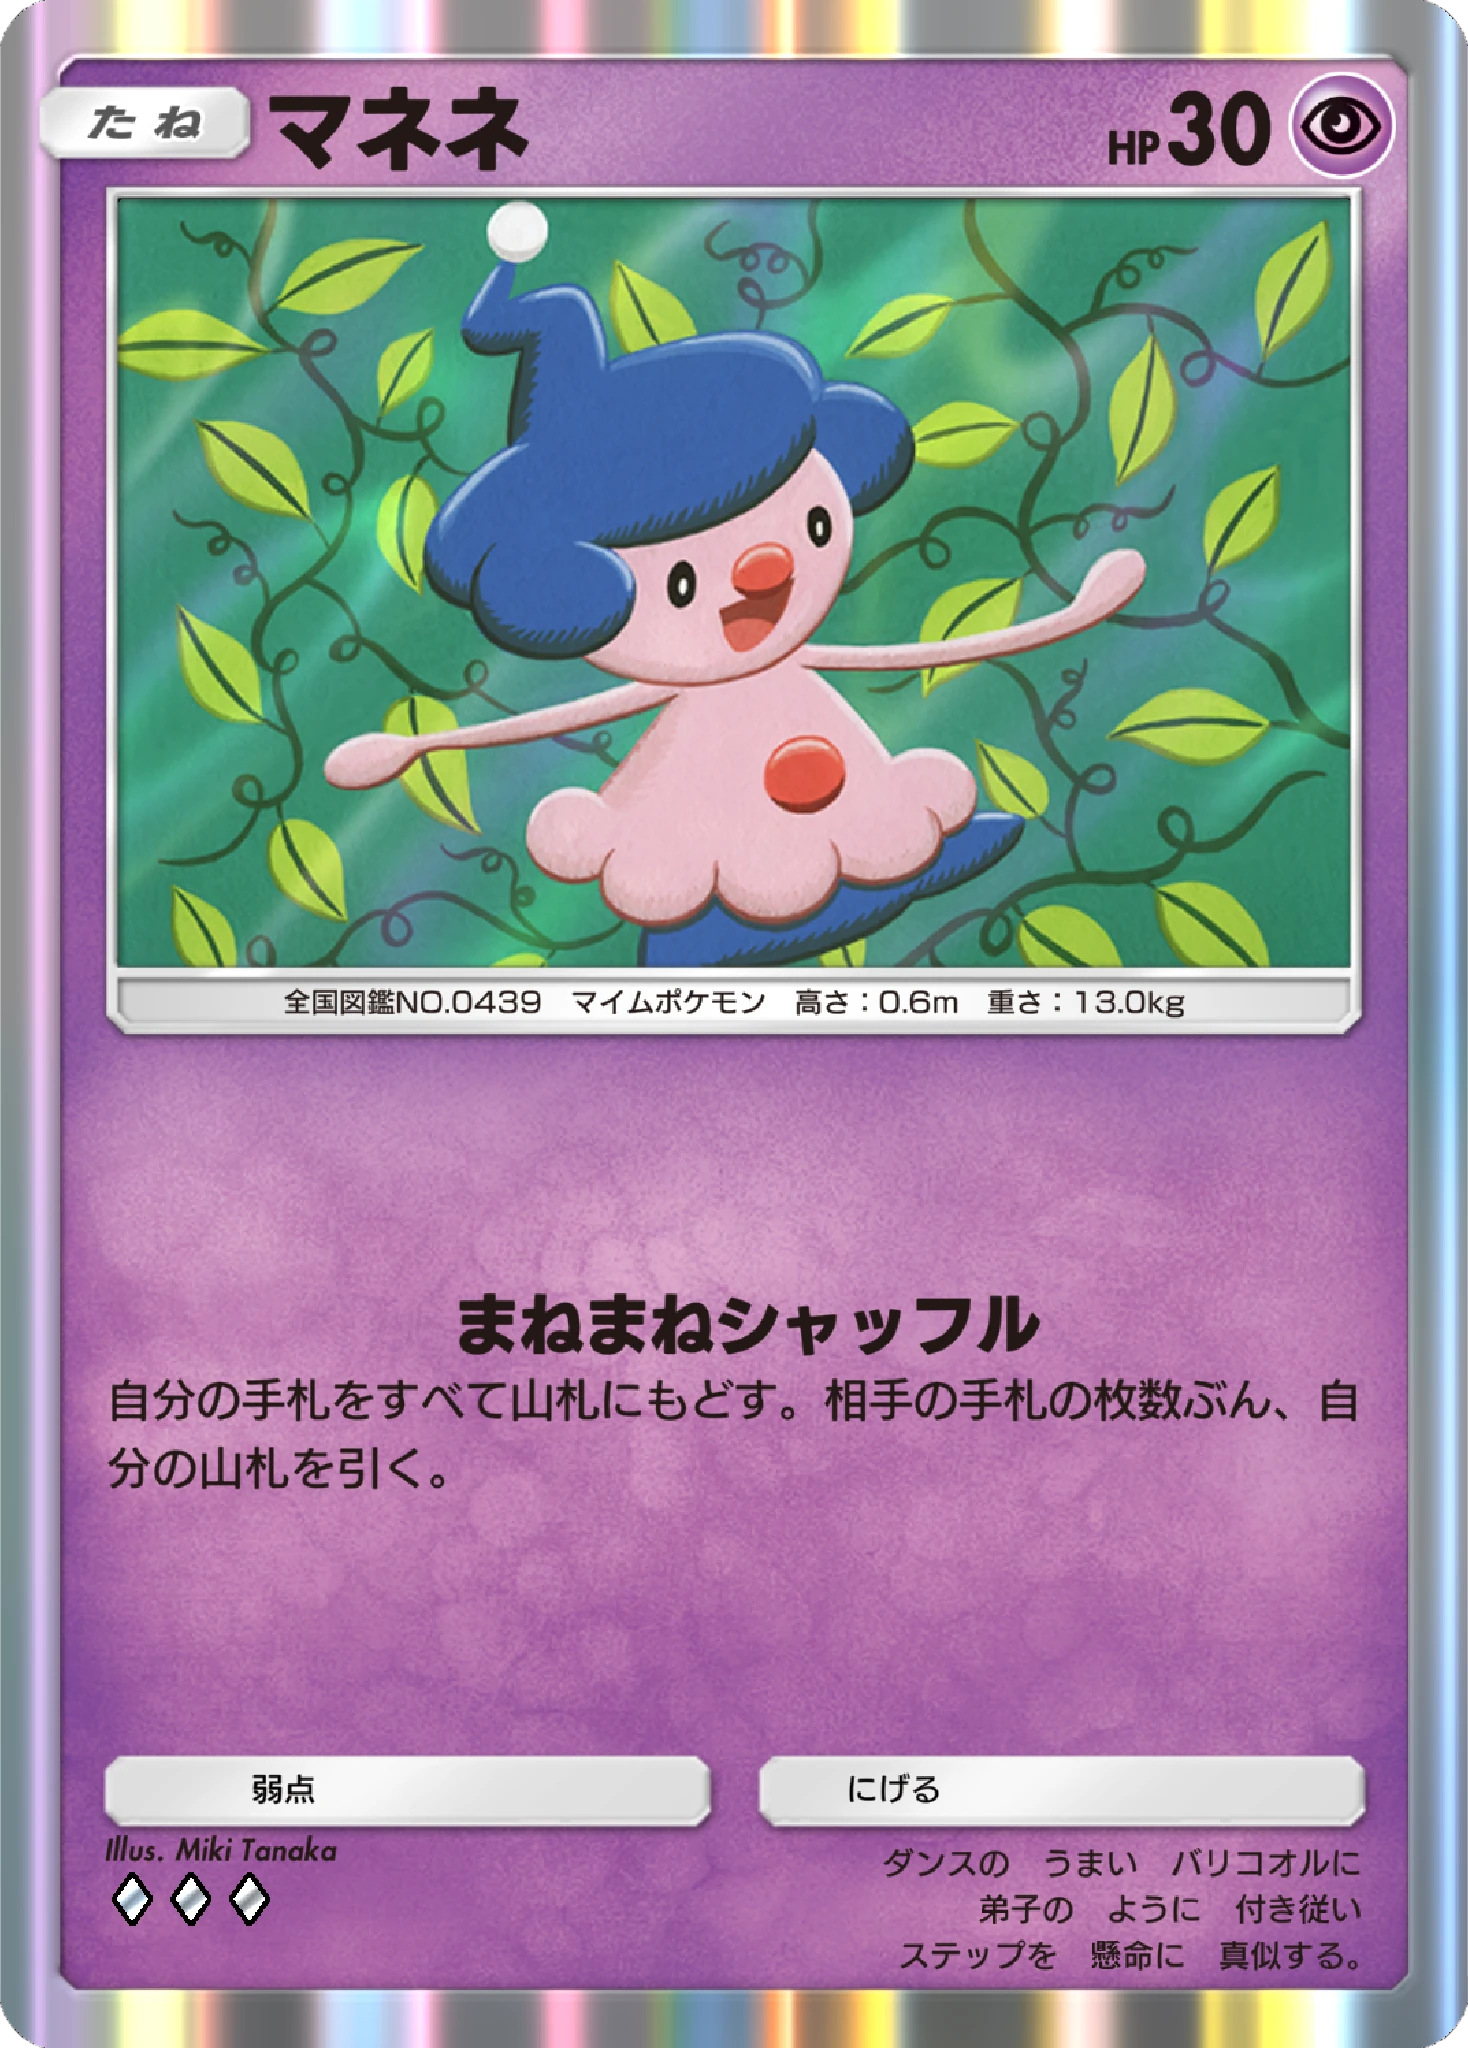 たね マネネ HP30
全国図鑑NO.0439 マイムポケモン 高さ:0.6m 重さ:13.0kg
まねまねシャッフル
自分の手札をすべて山札にもどす。相手の手札の枚数ぶん、自
分の山札を引く。
弱点 にげる
Illus. Miki Tanaka
ダンスの うまい バリコオルに
弟子の ように 付き従い
ステップを 懸命に 真似する。